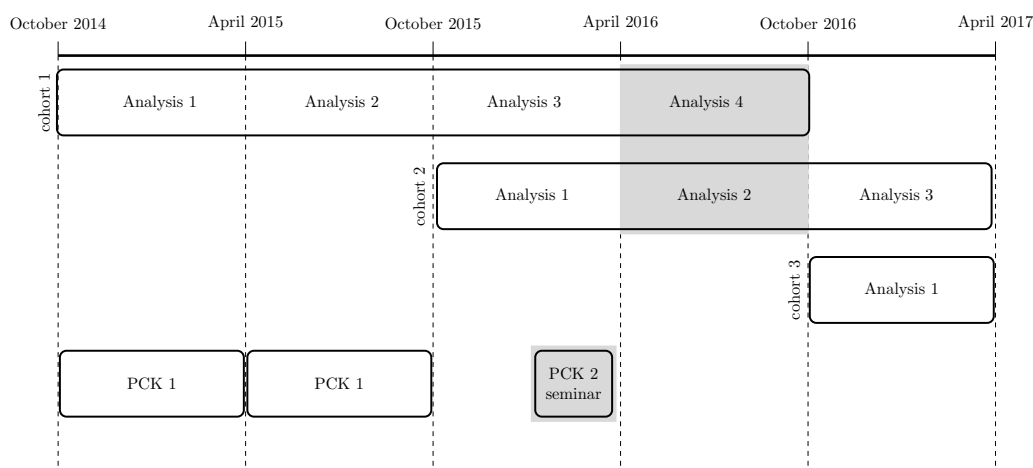 October 2014 April 2015 October 2015 April 2016 October 2016 April 2017
cohort 1
Analysis 1 Analysis 2 Analysis 3 Analysis 4
cohort 2
Analysis 1 Analysis 2 Analysis 3
cohort 3
Analysis 1
PCK 1 PCK 1 PCK 2
seminar